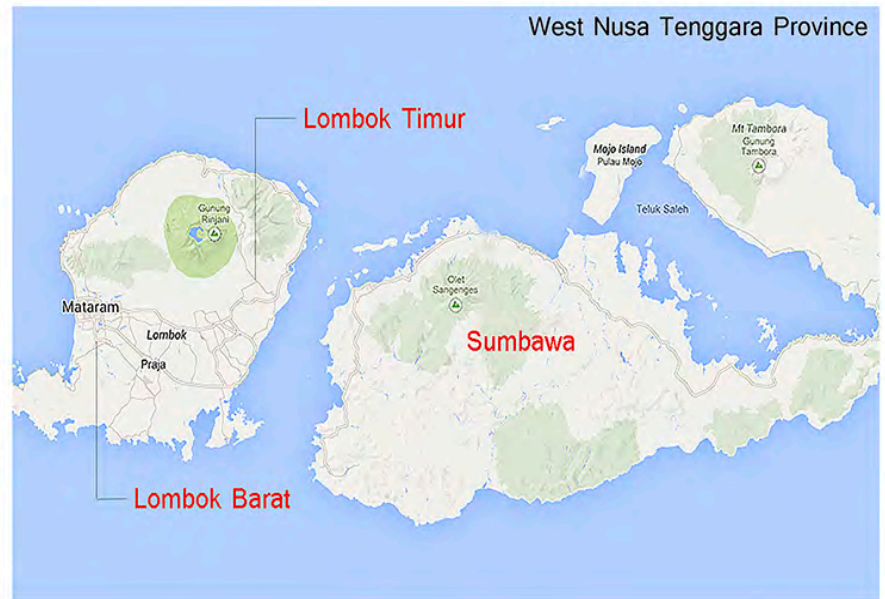 West Nusa Tenggara Province
Lombok Timur
Mt Tambora
Gunung
Tambora
Mojo Island
Pulau Mojo
Teluk Saleh
Gunung
Rinjani
Olet
Sangenges
Mataram
Lombok
Praja
Sumbawa
Lombok Barat